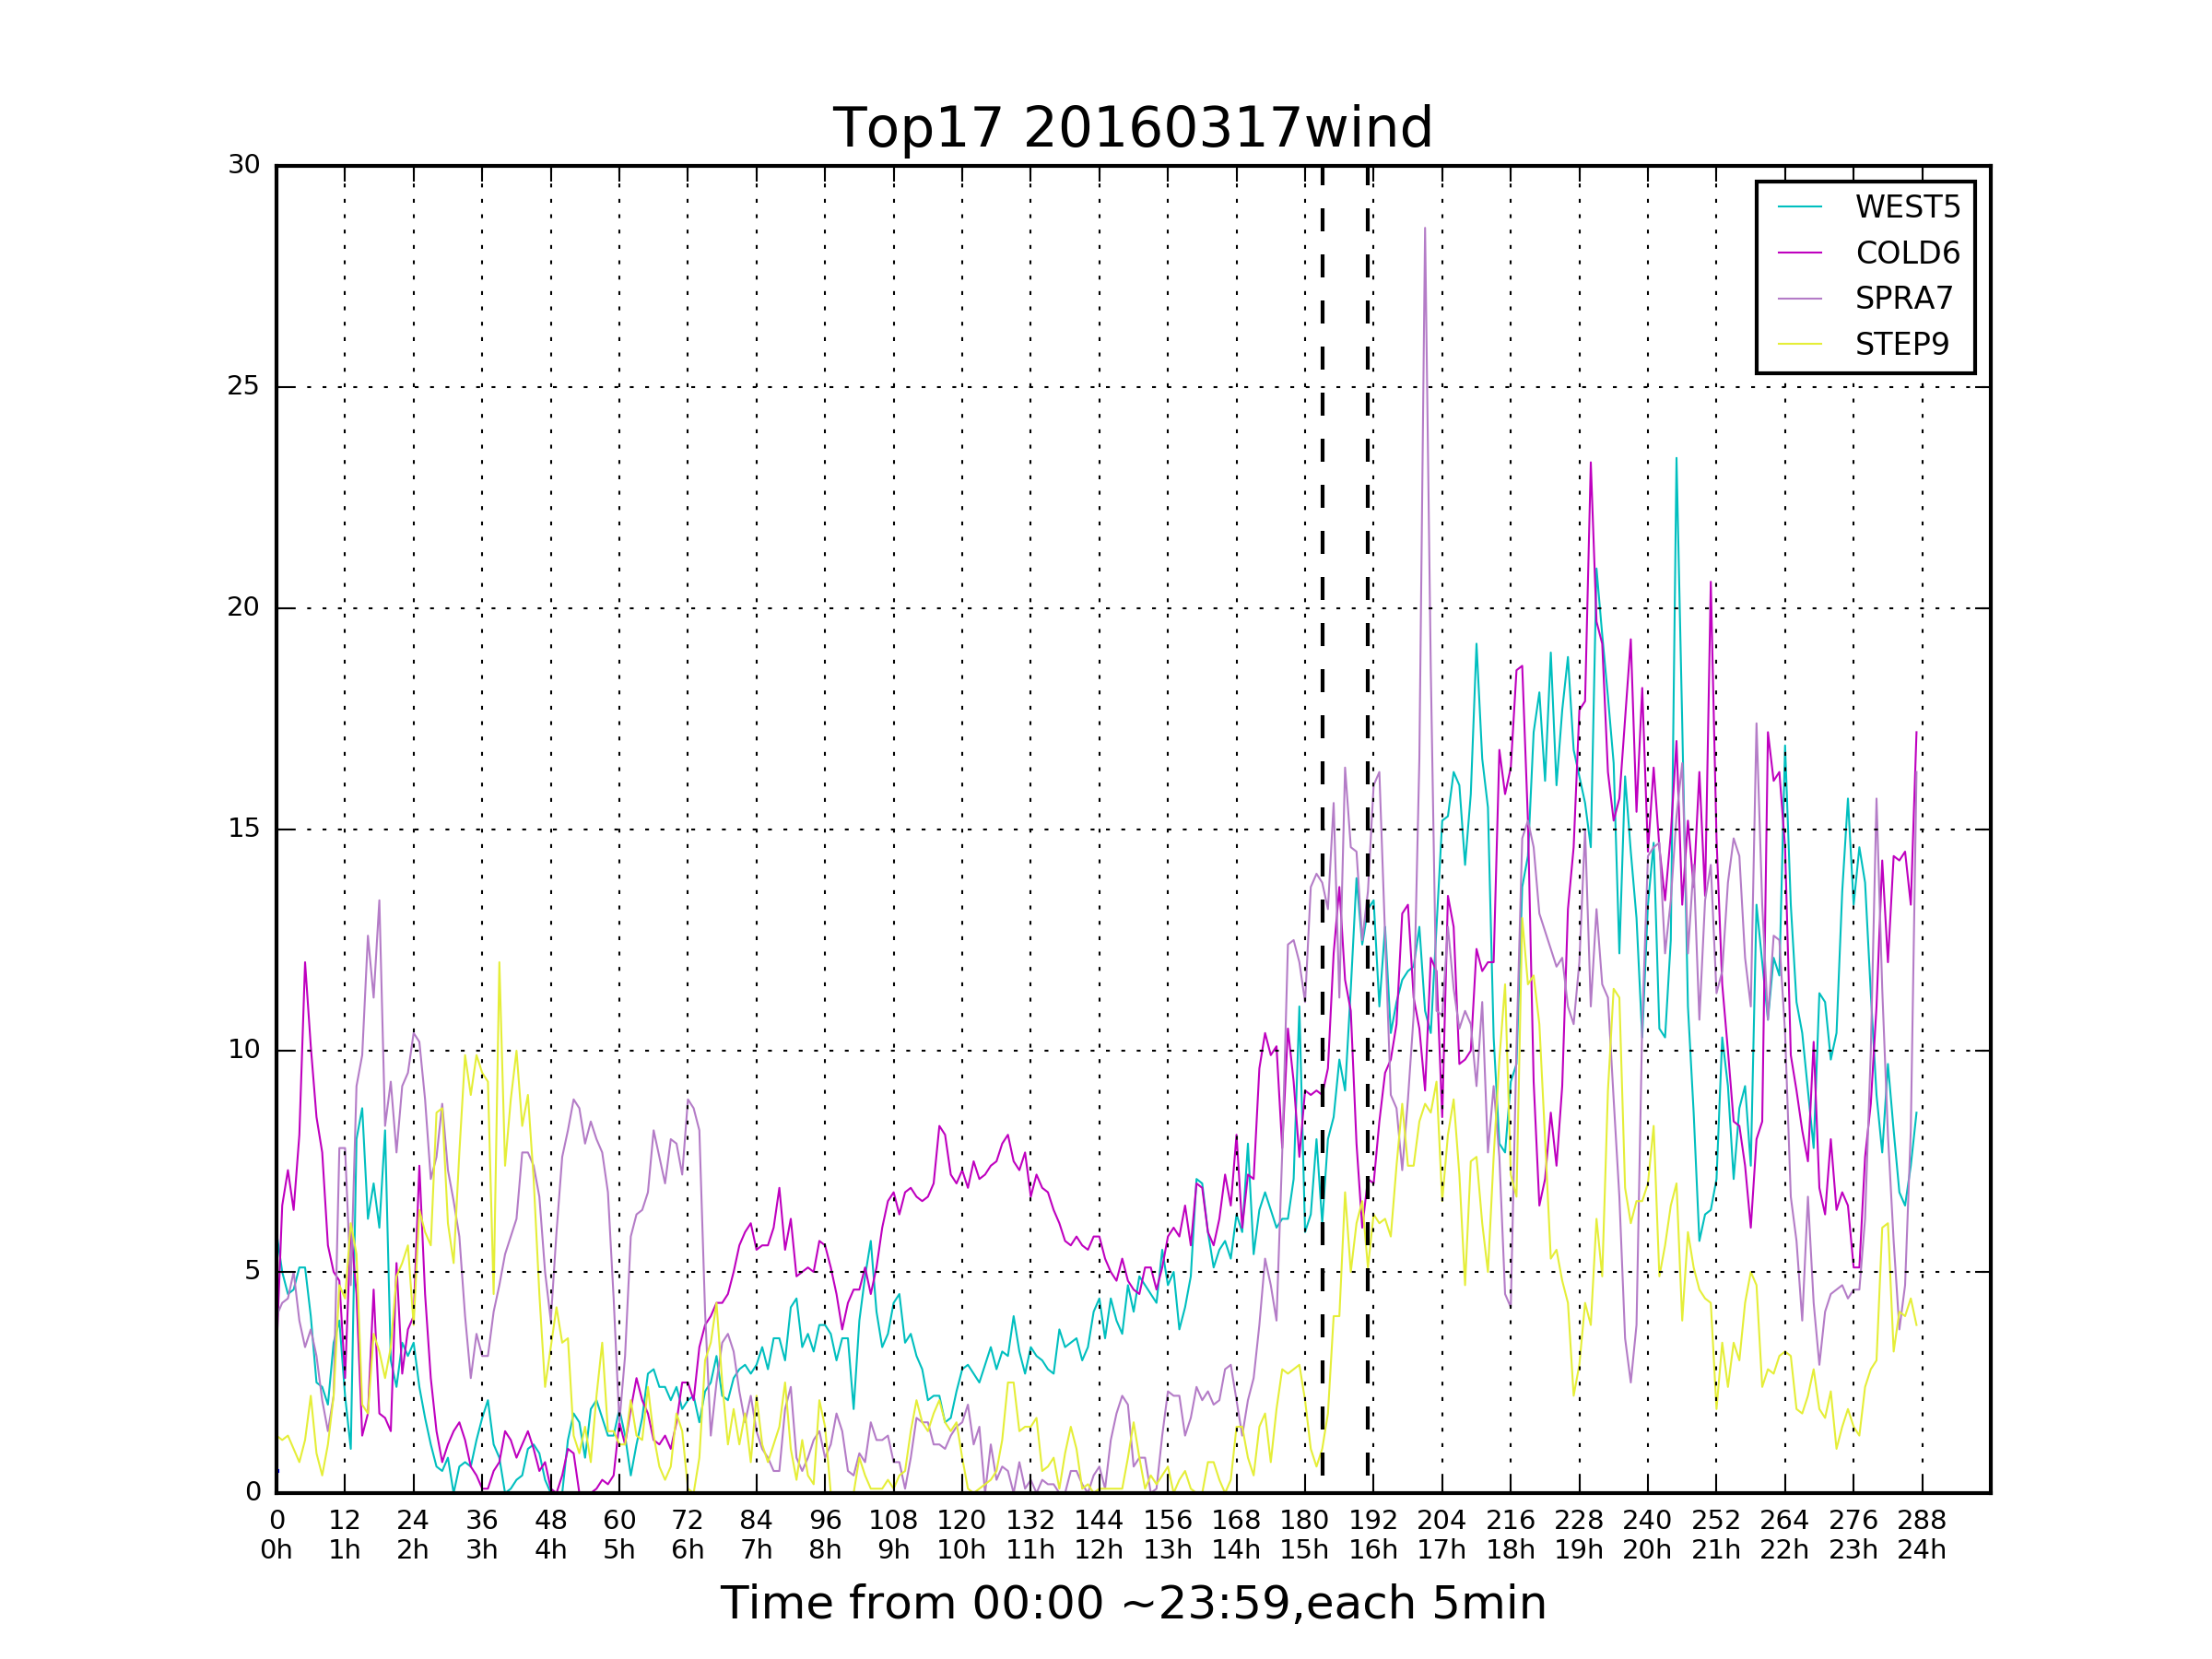 Top17 20160317wind
30
25
20
15
10
5
0
WEST5
COLD6
SPRA7
STEP9
0 12 24 36 48 60 72 84 96 108 120 132 144 156 168 180 192 204 216 228 240 252 264 276 288
0h 1h 2h 3h 4h 5h 6h 7h 8h 9h 10h 11h 12h 13h 14h 15h 16h 17h 18h 19h 20h 21h 22h 23h 24h
Time from 00:00 ~23:59,each 5min